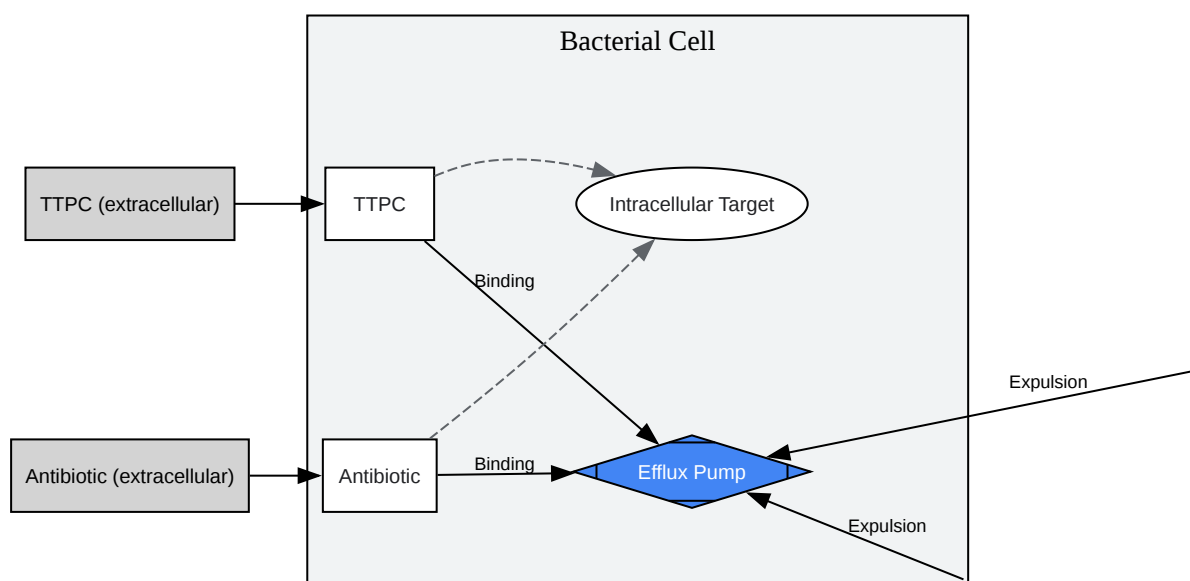 Bacterial Cell
TTPC (extracellular)
TTPC
Intracellular Target
Binding
Expulsion
Antibiotic (extracellular)
Antibiotic
Binding
Efflux Pump
Expulsion